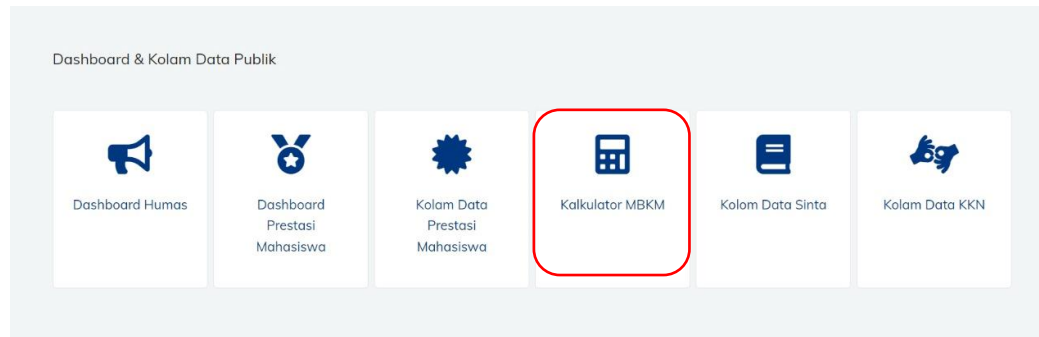 Dashboard & Kolam Data Publik
Dashboard Humas
Dashboard
Prestasi
Mahasiswa
Kolam Data
Prestasi
Mahasiswa
Kalkulator MBKM
Kolom Data Sinta
Kolam Data KKN